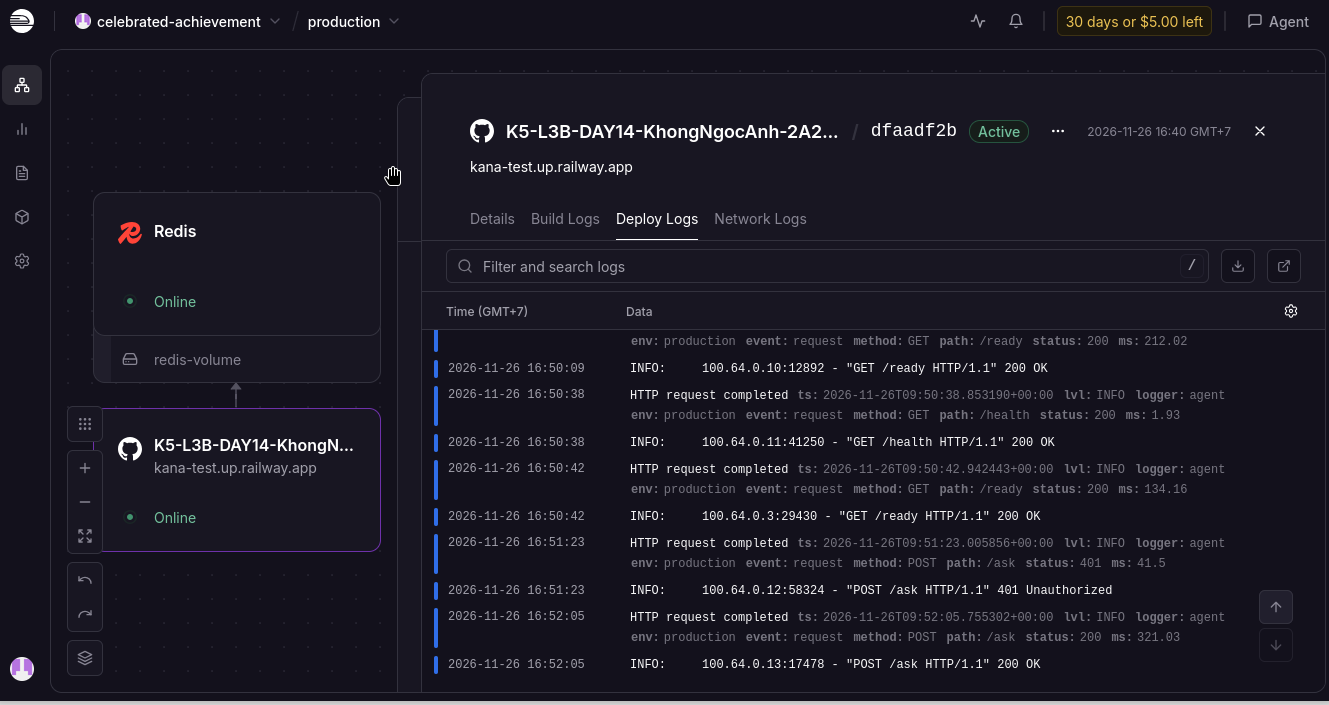 celebrated-achievement / production
30 days or $5.00 left
Agent
Redis
Online
redis-volume
K5-L3B-DAY14-KhongN...
kana-test.up.railway.app
Online
K5-L3B-DAY14-KhongNgocAnh-2A2... / dfaadf2b Active ... 2026-11-26 16:40 GMT+7
kana-test.up.railway.app
Details Build Logs Deploy Logs Network Logs
Filter and search logs /
Time (GMT+7) Data
env: production event: request method: GET path: /ready status: 200 ms: 212.02
2026-11-26 16:50:09 INFO: 100.64.0.10:12892 - "GET /ready HTTP/1.1" 200 OK
2026-11-26 16:50:38 HTTP request completed ts: 2026-11-26T09:50:38.853190+00:00 lvl: INFO logger: agent
env: production event: request method: GET path: /health status: 200 ms: 1.93
2026-11-26 16:50:38 INFO: 100.64.0.11:41250 - "GET /health HTTP/1.1" 200 OK
2026-11-26 16:50:42 HTTP request completed ts: 2026-11-26T09:50:42.942443+00:00 lvl: INFO logger: agent
env: production event: request method: GET path: /ready status: 200 ms: 134.16
2026-11-26 16:50:42 INFO: 100.64.0.3:29430 - "GET /ready HTTP/1.1" 200 OK
2026-11-26 16:51:23 HTTP request completed ts: 2026-11-26T09:51:23.005856+00:00 lvl: INFO logger: agent
env: production event: request method: POST path: /ask status: 401 ms: 41.5
2026-11-26 16:51:23 INFO: 100.64.0.12:58324 - "POST /ask HTTP/1.1" 401 Unauthorized
2026-11-26 16:52:05 HTTP request completed ts: 2026-11-26T09:52:05.755302+00:00 lvl: INFO logger: agent
env: production event: request method: POST path: /ask status: 200 ms: 321.03
2026-11-26 16:52:05 INFO: 100.64.0.13:17478 - "POST /ask HTTP/1.1" 200 OK